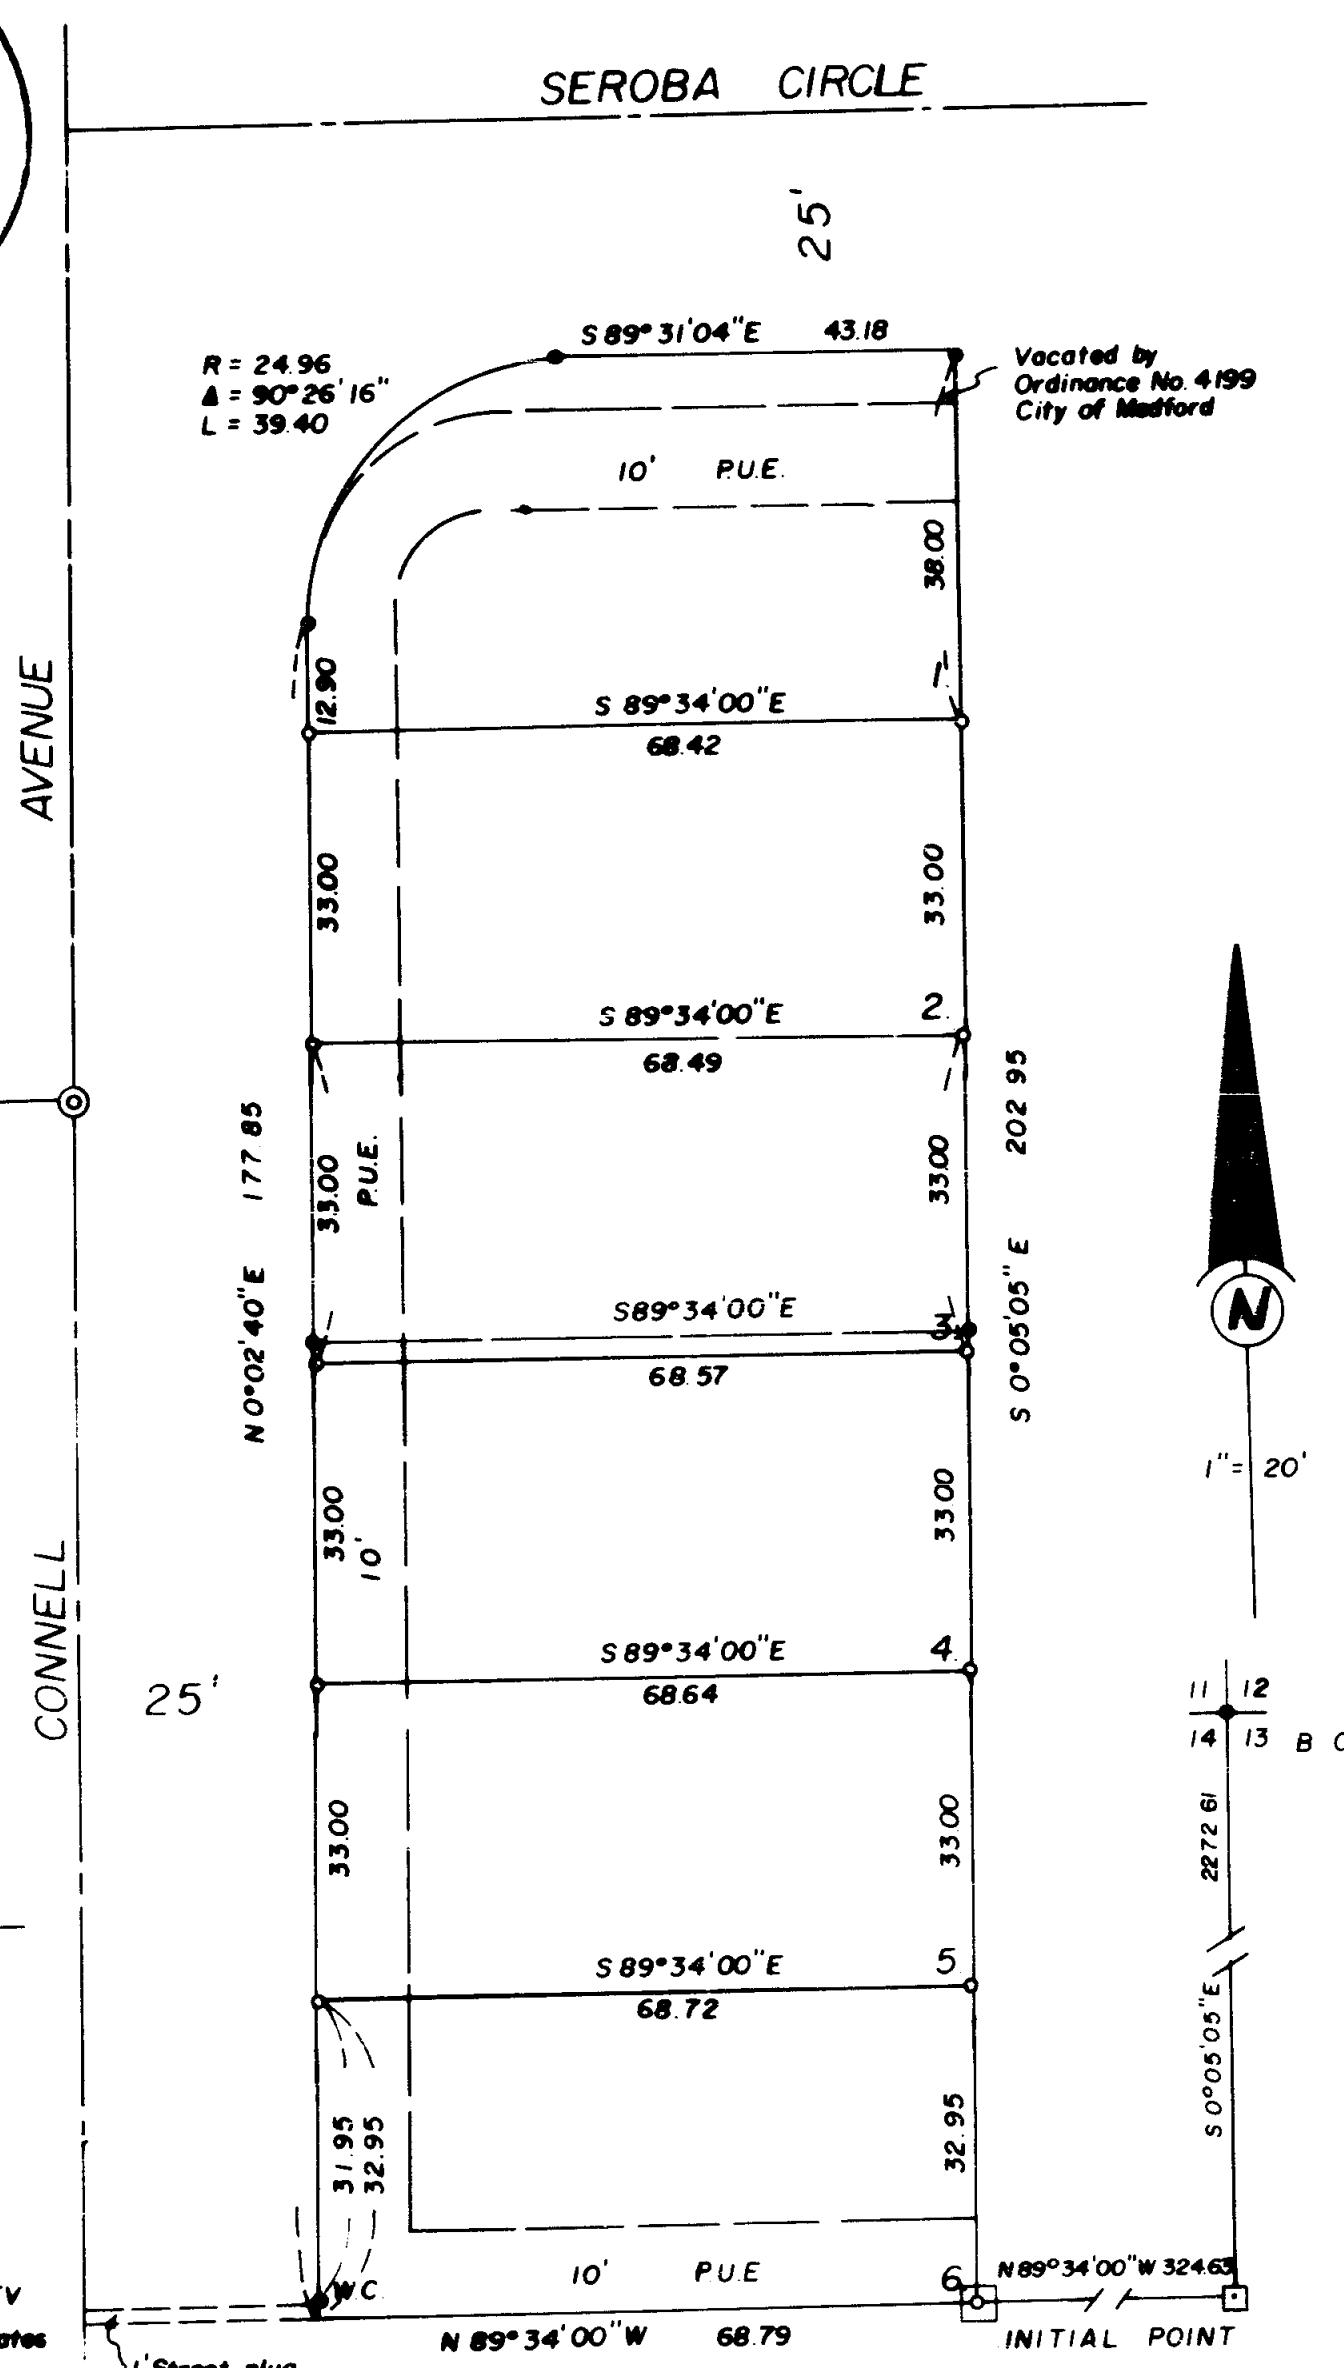 SEROBA CIRCLE
25'
S 89° 31' 04" E 43.18
R = 24.96
Δ = 90° 26' 16"
L = 39.40
Vacated by
Ordinance No. 4199
City of Medford
10' P.U.E.
38.00
1
12.90
S 89° 34' 00" E
68.42
AVENUE
33.00
33.00
2.
S 89° 34' 00" E
68.49
N 0° 02' 40" E 177.85
33.00
P.U.E.
33.00
S 0° 05' 05" E 202 95
S 89° 34' 00" E
3
68.57
N
1" = 20'
33.00
10'
33.00
CONNELL
25'
S 89° 34' 00" E
4.
68.64
11 12
14 13
B
2272 61
33.00
33.00
S 89° 34' 00" E
5
68.72
S 0° 05' 05" E
31.95
32.95
32.95
10' P.U.E
6
N 89° 34' 00" W 324.63
W C.
N 89° 34' 00" W 68.79
INITIAL POINT
1' Street plug